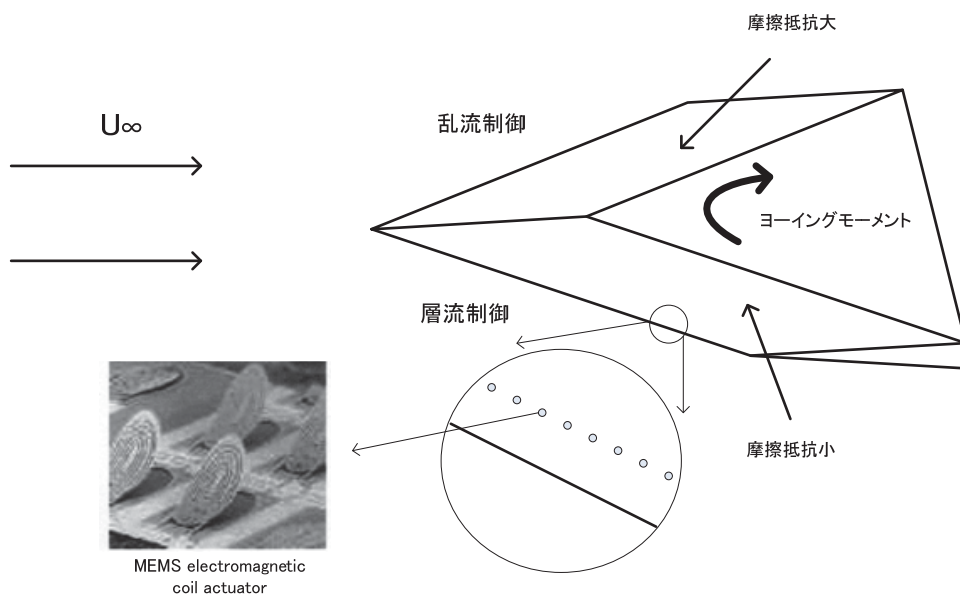 摩擦抵抗大
U∞
乱流制御
ヨーイングモーメント
層流制御
摩擦抵抗小
MEMS electromagnetic
coil actuator